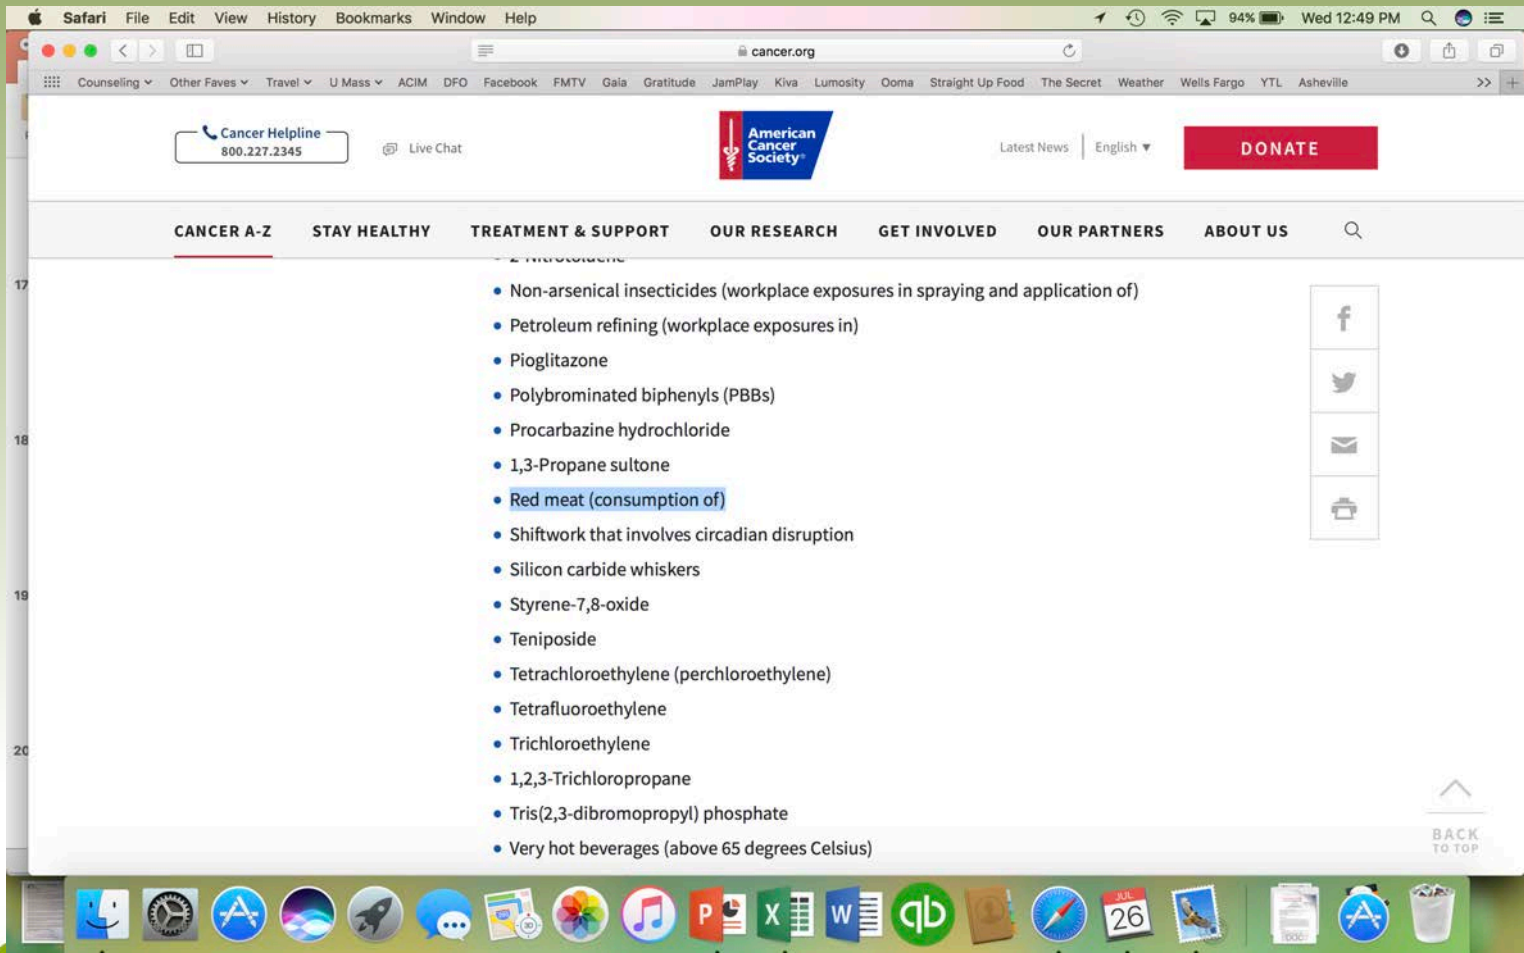 Safari File Edit View History Bookmarks Window Help 94% Wed 12:49 PM
cancer.org
Counseling Other Faves Travel U Mass ACIM DFO Facebook FMTV Gaia Gratitude JamPlay Kiva Lumosity Ooma Straight Up Food The Secret Weather Wells Fargo YTL Asheville >>
Cancer Helpline
800.227.2345
Live Chat
American
Cancer
Society®
Latest News English
DONATE
CANCER A-Z STAY HEALTHY TREATMENT & SUPPORT OUR RESEARCH GET INVOLVED OUR PARTNERS ABOUT US
17
18
19
20
• Non-arsenical insecticides (workplace exposures in spraying and application of)
• Petroleum refining (workplace exposures in)
• Pioglitazone
• Polybrominated biphenyls (PBBs)
• Procarbazine hydrochloride
• 1,3-Propane sultone
• Red meat (consumption of)
• Shiftwork that involves circadian disruption
• Silicon carbide whiskers
• Styrene-7,8-oxide
• Teniposide
• Tetrachloroethylene (perchloroethylene)
• Tetrafluoroethylene
• Trichloroethylene
• 1,2,3-Trichloropropane
• Tris(2,3-dibromopropyl) phosphate
• Very hot beverages (above 65 degrees Celsius)
BACK
TO TOP
P X W qb
JUL
26